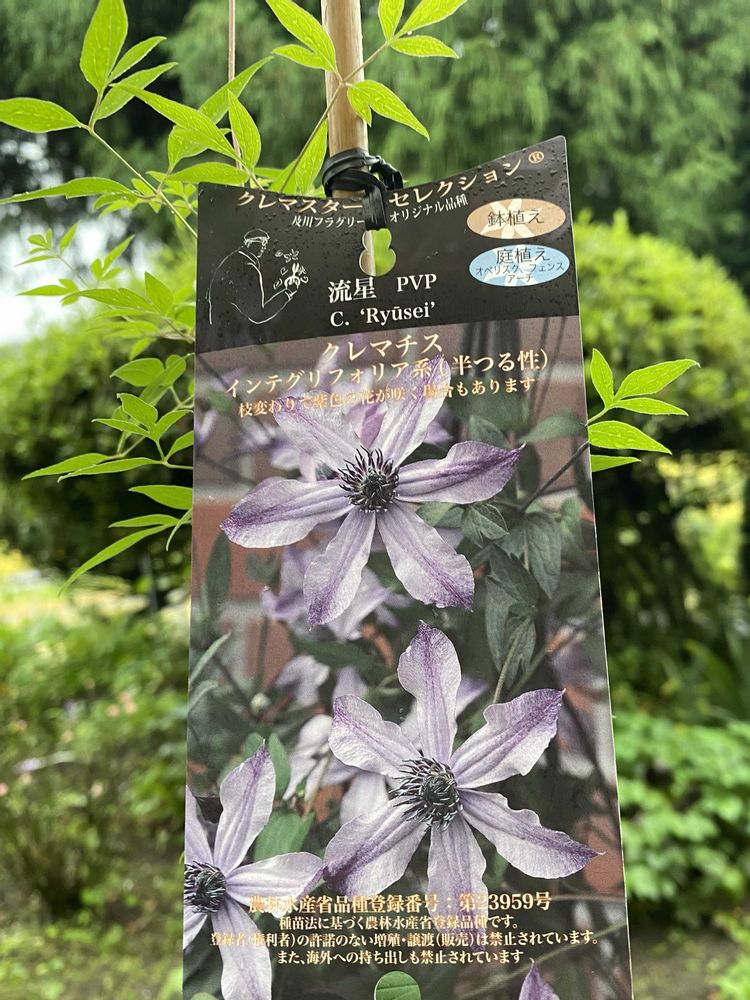 クレマスター セレクション®
及川フラグリー オリジナル品種
鉢植え
庭植え
オベリスク、フェンス
アーチ
流星 PVP
C. 'Ryūsei'
クレマチス
インテグリフォリア系(半つる性)
枝変わりで紫色の花が咲く場合もあります
農林水産省品種登録番号:第23959号
種苗法に基づく農林水産省登録品種です。
登録者(権利者)の許諾のない増殖・譲渡(販売)は禁止されています。
また、海外への持ち出しも禁止されています。